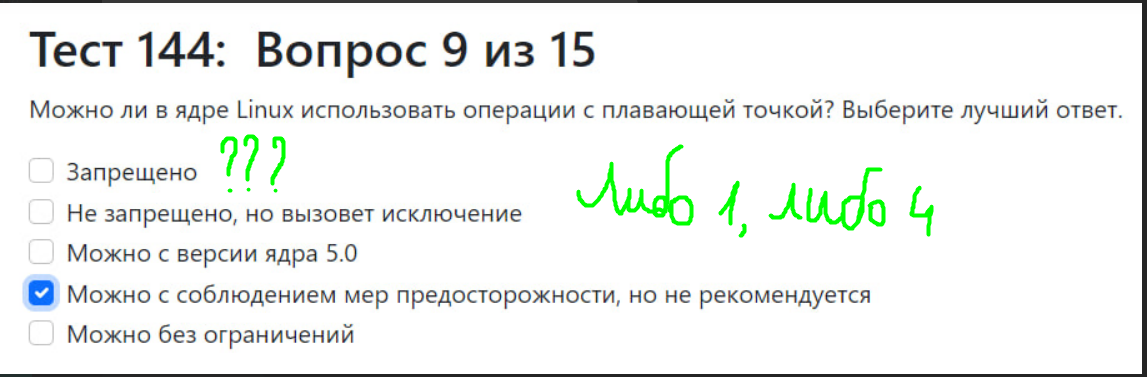 Тест 144: Вопрос 9 из 15
Можно ли в ядре Linux использовать операции с плавающей точкой? Выберите лучший ответ.
Запрещено ???
Не запрещено, но вызовет исключение
Либо 1, либо 4
Можно с версии ядра 5.0
Можно с соблюдением мер предосторожности, но не рекомендуется
Можно без ограничений